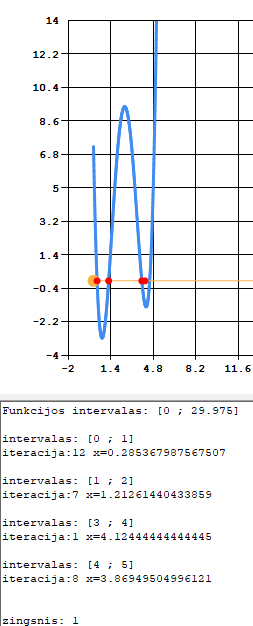 14
12.2
10.4
8.6
6.8
5
3.2
1.4
-0.4
-2.2
-4
-2 1.4 4.8 8.2 11.6
Funkcijos intervalas: [0 ; 29.975]
intervalas: [0 ; 1]
iteracija:12 x=0.285367987567507
intervalas: [1 ; 2]
iteracija:7 x=1.21261440433859
intervalas: [3 ; 4]
iteracija:1 x=4.12444444444445
intervalas: [4 ; 5]
iteracija:8 x=3.86949504996121
zingsnis: 1